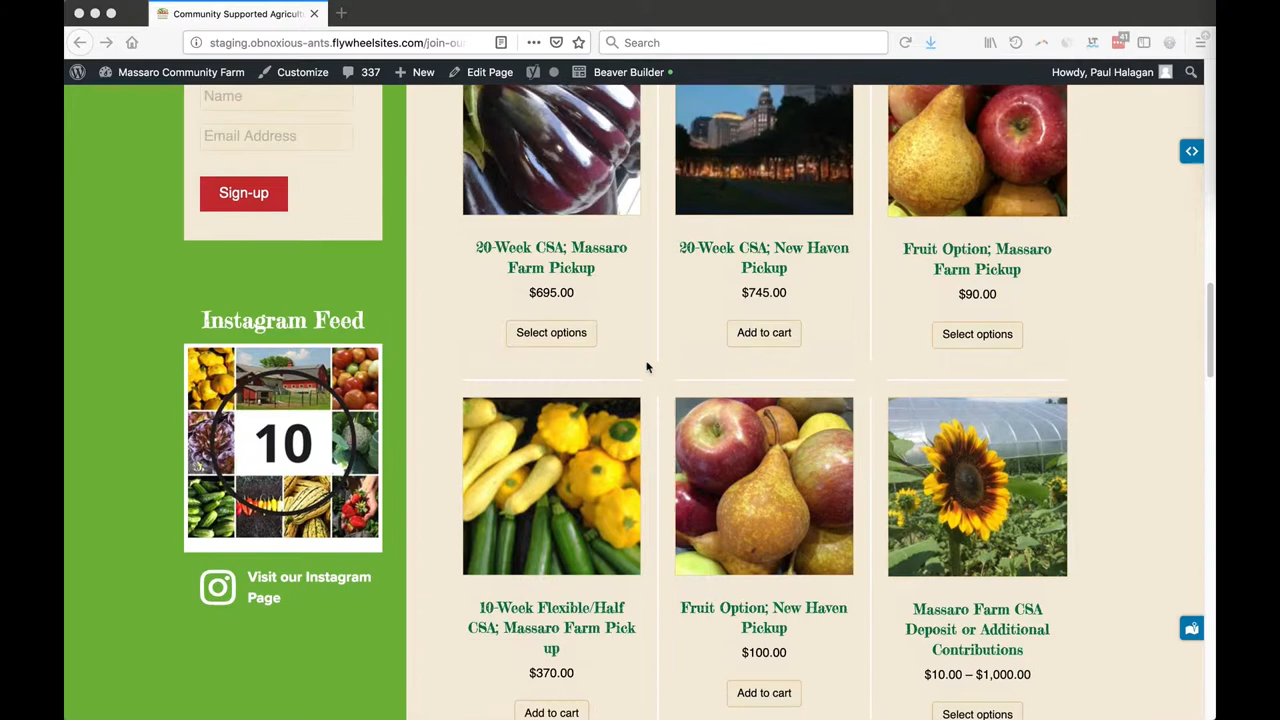 Community Supported Agricult
staging.obnoxious-ants.flywheelsites.com/join-ou
Search
41
Massaro Community Farm
Customize
337
New
Edit Page
Beaver Builder
Howdy, Paul Halagan
Name
Email Address
Sign-up
Instagram Feed
10
Visit our Instagram
Page
20-Week CSA; Massaro
Farm Pickup
$695.00
Select options
20-Week CSA; New Haven
Pickup
$745.00
Add to cart
Fruit Option; Massaro
Farm Pickup
$90.00
Select options
10-Week Flexible/Half
CSA; Massaro Farm Pick
up
$370.00
Add to cart
Fruit Option; New Haven
Pickup
$100.00
Add to cart
Massaro Farm CSA
Deposit or Additional
Contributions
$10.00 – $1,000.00
Select options